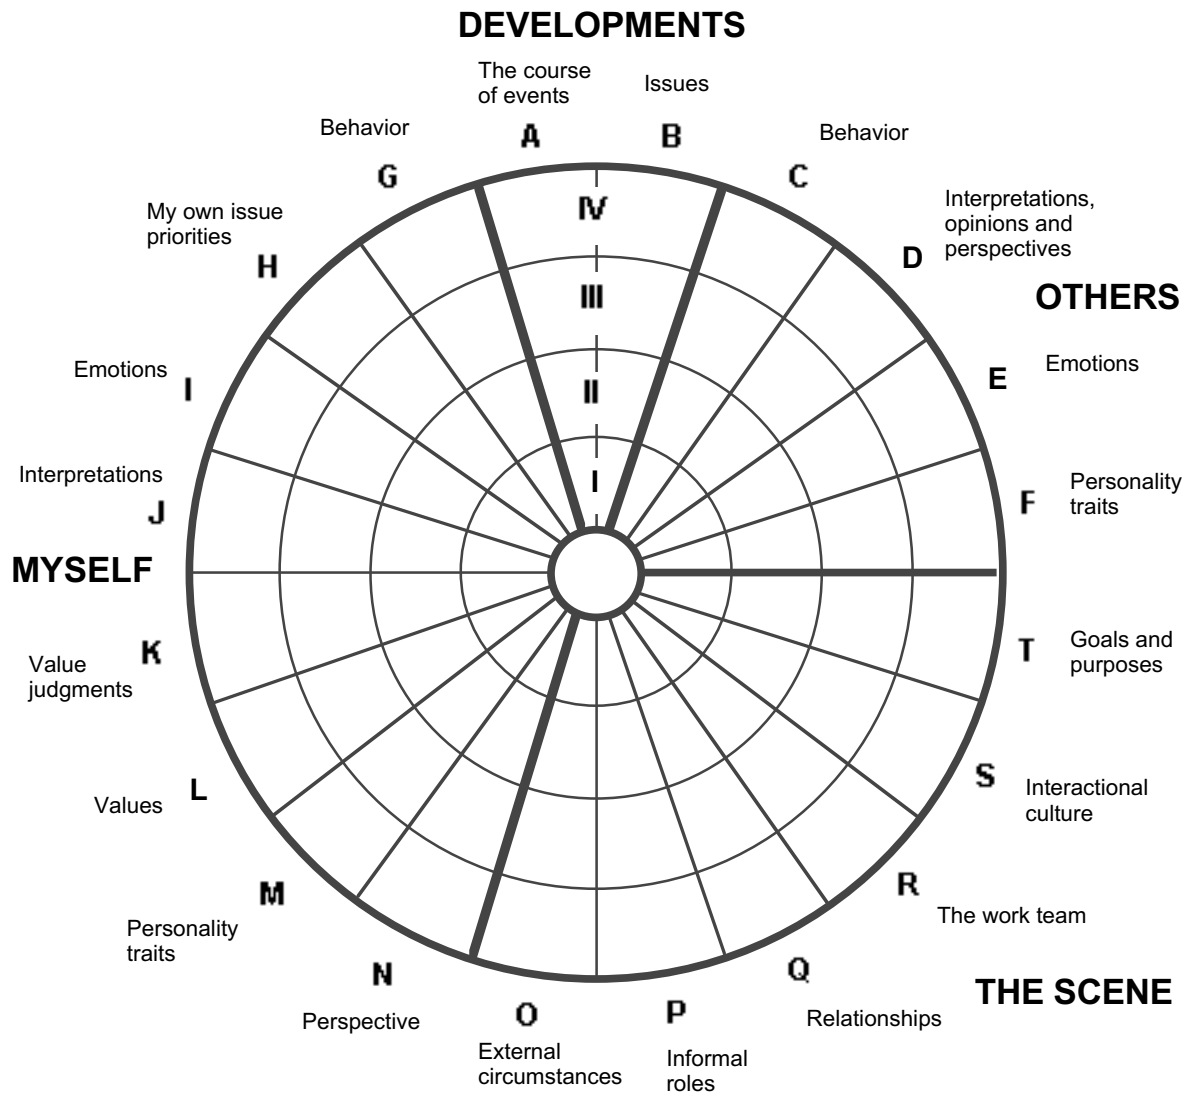 DEVELOPMENTS
The course
of events
Issues
A
B
Behavior
G
Behavior
C
My own issue
priorities
H
Interpretations,
opinions and
perspectives
D
OTHERS
IV
III
II
I
Emotions
I
E
Emotions
Interpretations
J
F
Personality
traits
MYSELF
K
Value
judgments
T
Goals and
purposes
L
Values
S
Interactional
culture
M
Personality
traits
R
The work team
N
Perspective
O
External
circumstances
P
Informal
roles
Q
Relationships
THE SCENE